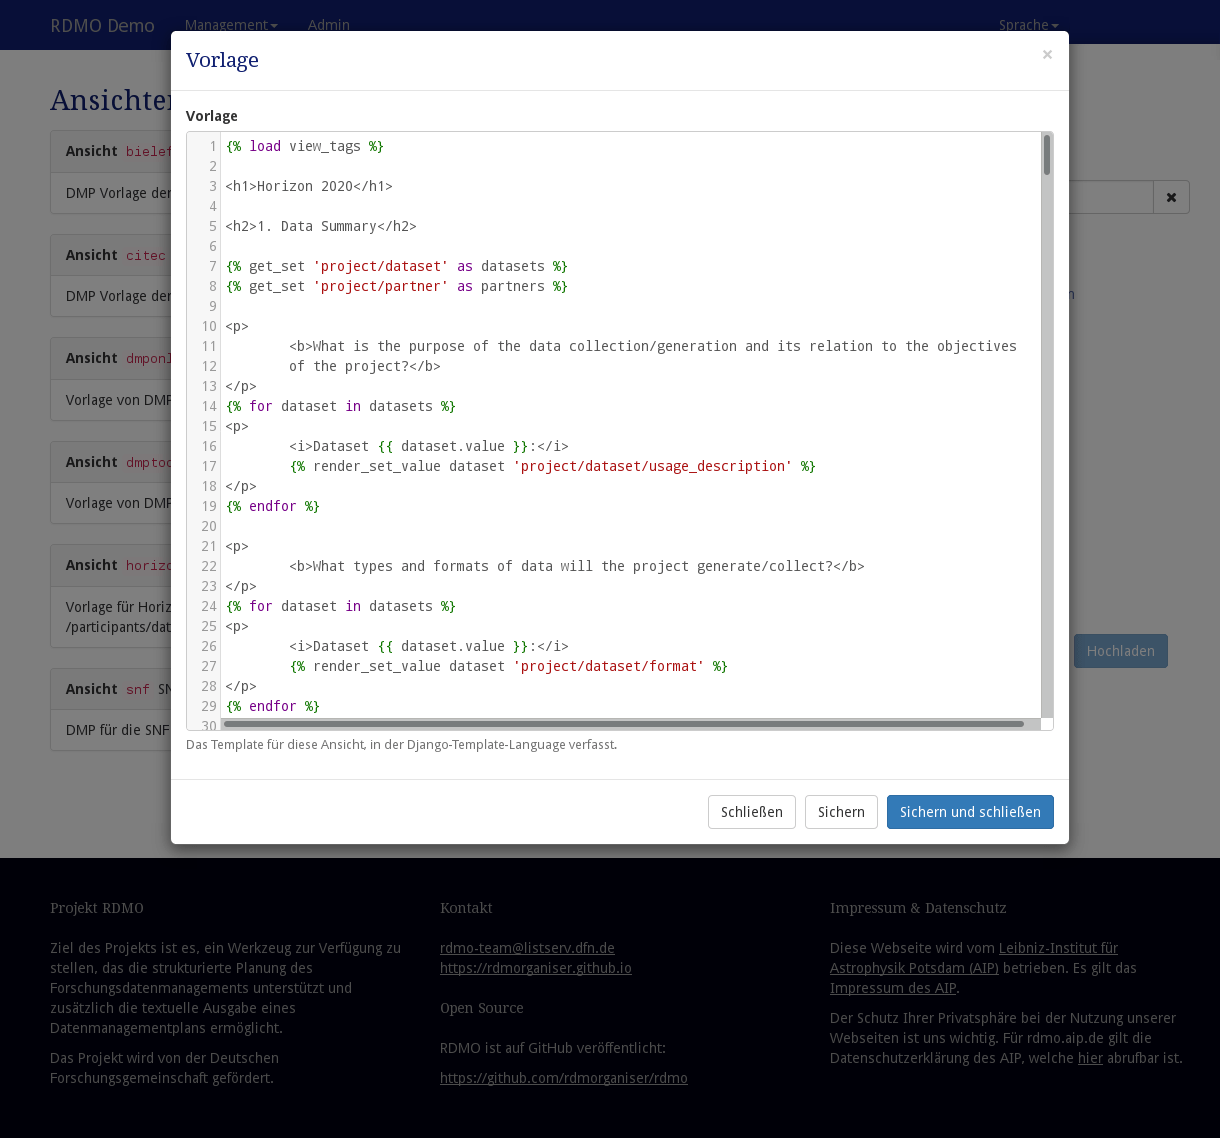 RDMO Demo Management Admin Sprache
Vorlage
×
Ansichten
Vorlage
Ansicht
DMP Vorlage der
Ansicht citec
DMP Vorlage der
Ansicht
Vorlage von DMP
Ansicht
Vorlage von DMP
Ansicht
Vorlage für
/participants/
Ansicht snf
DMP für die SNF
1 {% load view_tags %}
2
3 <h1>Horizon 2020</h1>
4
5 <h2>1. Data Summary</h2>
6
7 {% get_set 'project/dataset' as datasets %}
8 {% get_set 'project/partner' as partners %}
9
10 <p>
11 <b>What is the purpose of the data collection/generation and its relation to the objectives
12 of the project?</b>
13 </p>
14 {% for dataset in datasets %}
15 <p>
16 <i>Dataset {{ dataset.value }}:</i>
17 {% render_set_value dataset 'project/dataset/usage_description' %}
18 </p>
19 {% endfor %}
20
21 <p>
22 <b>What types and formats of data will the project generate/collect?</b>
23 </p>
24 {% for dataset in datasets %}
25 <p>
26 <i>Dataset {{ dataset.value }}:</i>
27 {% render_set_value dataset 'project/dataset/format' %}
28 </p>
29 {% endfor %}
30
Das Template für diese Ansicht, in der Django-Template-Language verfasst.
Hochladen
Schließen Sichern Sichern und schließen
Projekt RDMO
Ziel des Projekts ist es, ein Werkzeug zur Verfügung zu
stellen, das die strukturierte Planung des
Forschungsdatenmanagements unterstützt und
zusätzlich die textuelle Ausgabe eines
Datenmanagementplans ermöglicht.
Das Projekt wird von der Deutschen
Forschungsgemeinschaft gefördert.
Kontakt
rdmo-team@listserv.dfn.de
https://rdmorganiser.github.io
Open Source
RDMO ist auf GitHub veröffentlicht:
https://github.com/rdmorganiser/rdmo
Impressum & Datenschutz
Diese Webseite wird vom Leibniz-Institut für
Astrophysik Potsdam (AIP) betrieben. Es gilt das
Impressum des AIP.
Der Schutz Ihrer Privatsphäre bei der Nutzung unserer
Webseiten ist uns wichtig. Für rdmo.aip.de gilt die
Datenschutzerklärung des AIP, welche hier abrufbar ist.